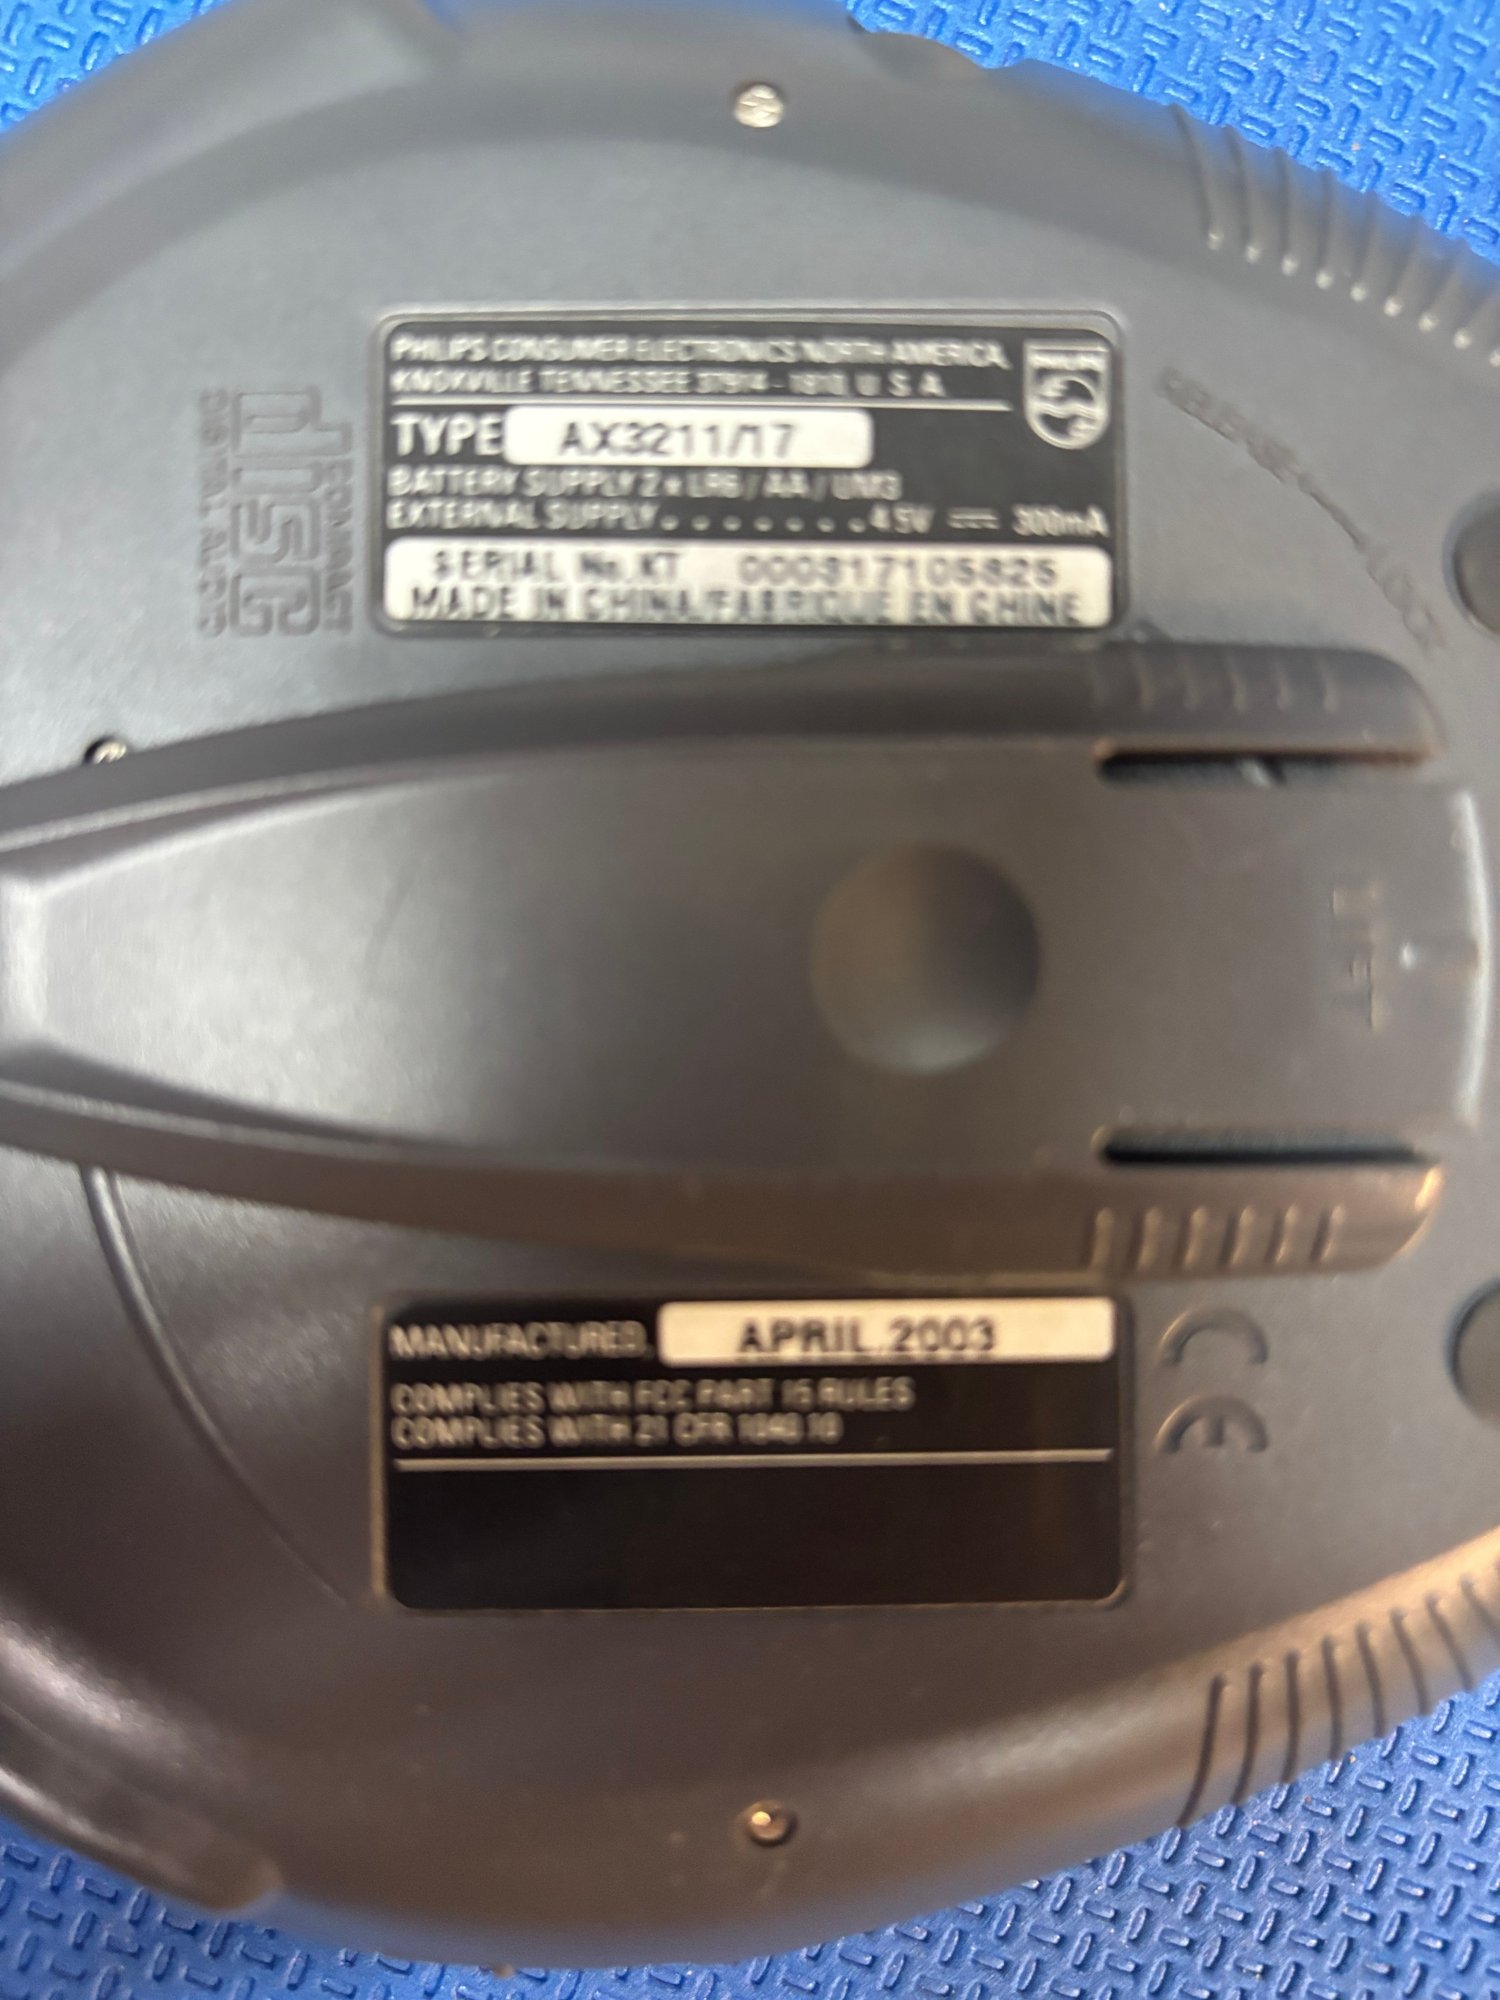 PHILIPS CONSUMER ELECTRONICS NORTH AMERICA,
KNOXVILLE TENNESSEE 37914 - 1810, U S A.
PHILIPS
TYPE AX3211/17
BATTERY SUPPLY 2 x LR6 / AA / UM3
EXTERNAL SUPPLY . . . . . . . . 4.5V ⎓ 300mA
SERIAL No. KT 000317105825
MADE IN CHINA/FABRIQUE EN CHINE
COMPACT
disc
DIGITAL AUDIO
LIFT
MANUFACTURED, APRIL, 2003
COMPLIES WITH FCC PART 15 RULES
COMPLIES WITH 21 CFR 1040.10
CE